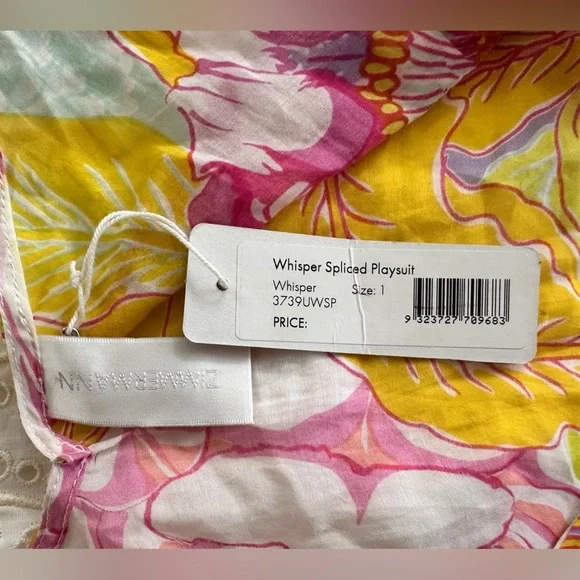 Whisper Spliced Playsuit
Whisper Size: 1
3739UWSP
PRICE:
9 323727 709683
ZIMMERMANN